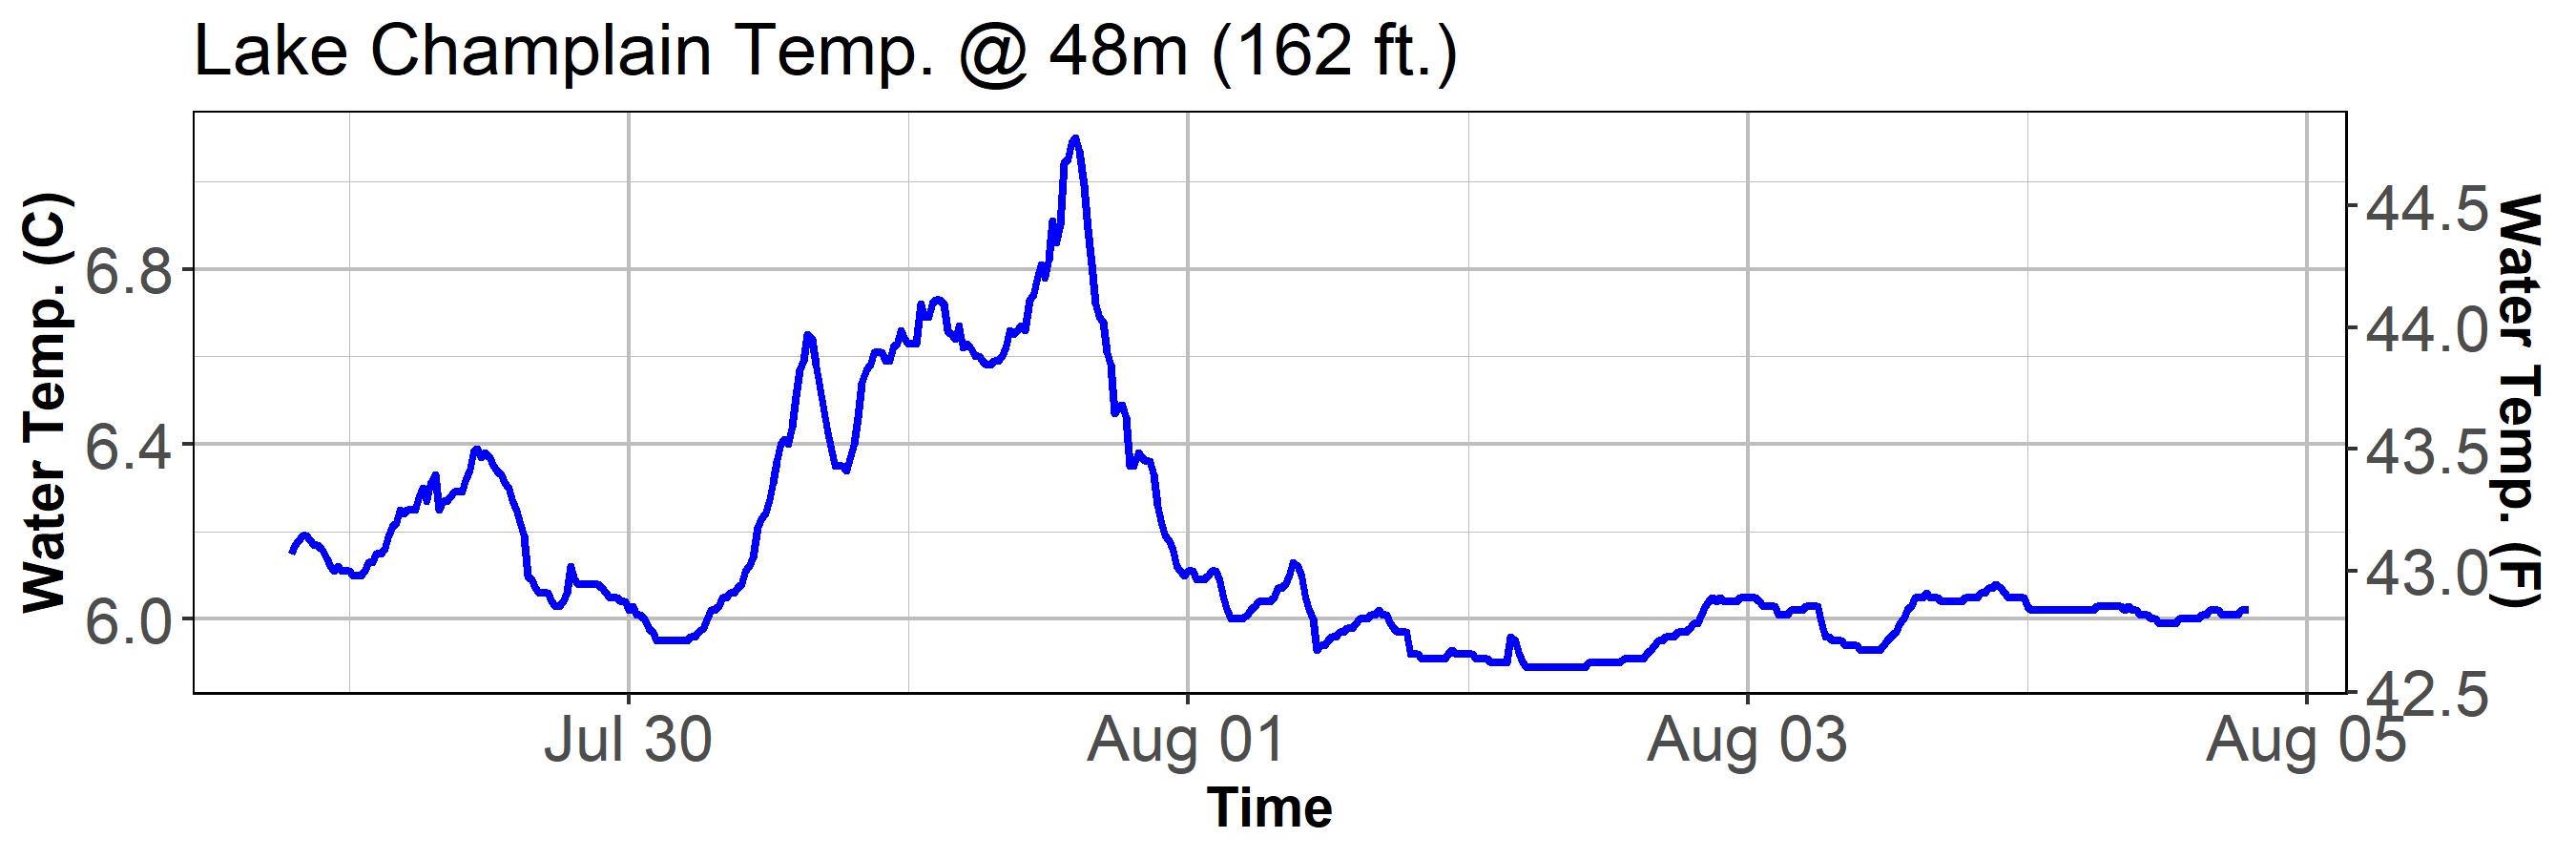 Lake Champlain Temp. @ 48m (162 ft.)
Water Temp. (C)
6.8
6.4
6.0
44.5
44.0
43.5
43.0
42.5
Water Temp. (F)
Jul 30 Aug 01 Aug 03 Aug 05
Time